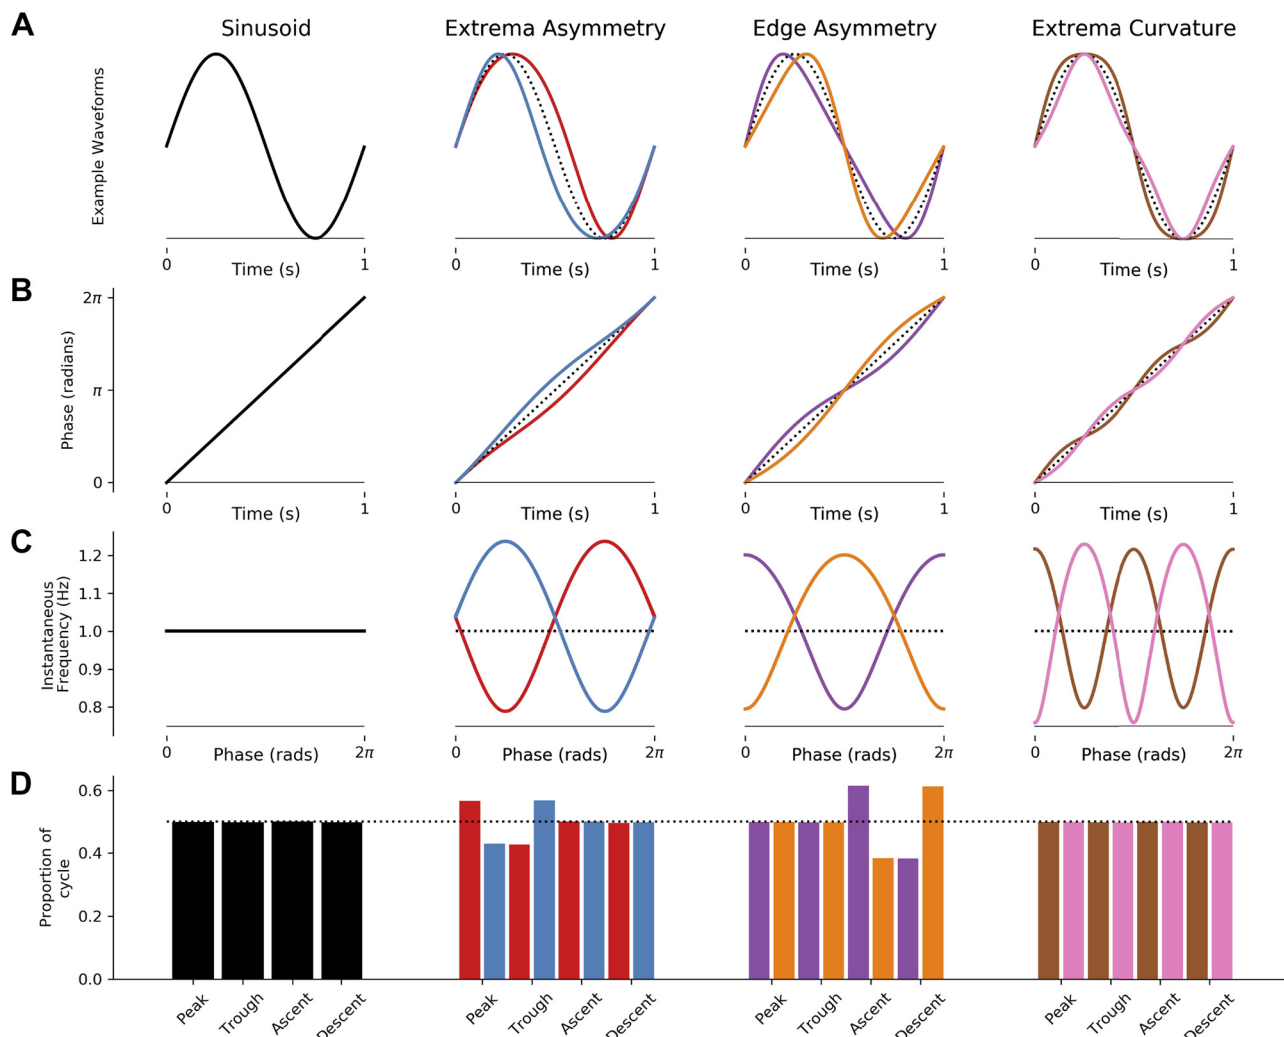 A
Sinusoid
Extrema Asymmetry
Edge Asymmetry
Extrema Curvature
Example Waveforms
0 1
Time (s)
0 1
Time (s)
0 1
Time (s)
0 1
Time (s)
B
Phase (radians)
2π
π
0
0 1
Time (s)
0 1
Time (s)
0 1
Time (s)
0 1
Time (s)
C
Instantaneous
Frequency (Hz)
1.2
1.1
1.0
0.9
0.8
0 Phase (rads) 2π
0 Phase (rads) 2π
0 Phase (rads) 2π
0 Phase (rads) 2π
D
Proportion of
cycle
0.6
0.4
0.2
0.0
Peak
Trough
Ascent
Descent
Peak
Trough
Ascent
Descent
Peak
Trough
Ascent
Descent
Peak
Trough
Ascent
Descent